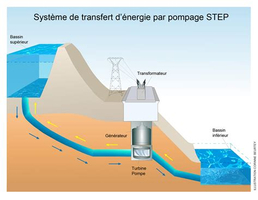 Système de transfert d'énergie par pompage STEP
Bassin
supérieur
Transformateur
Générateur
Bassin
inférieur
Turbine
Pompe